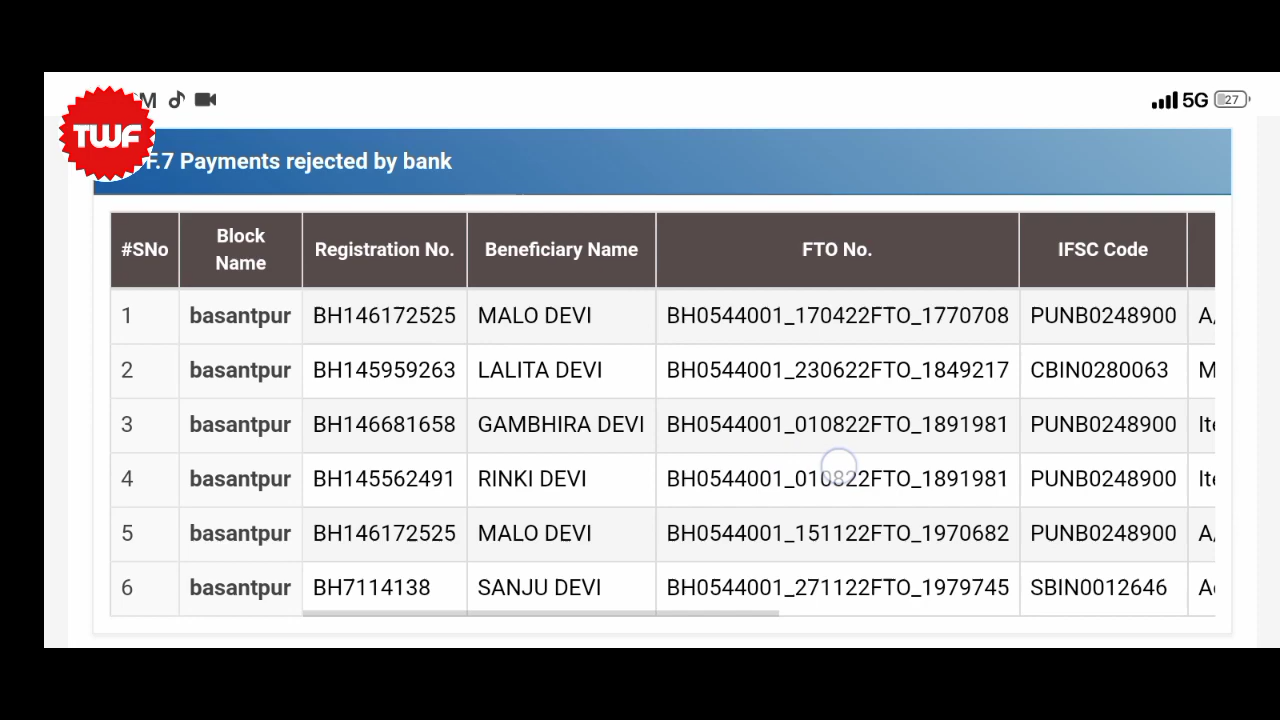 M 5G 27
TWF
F.7 Payments rejected by bank
#SNo Block Name Registration No. Beneficiary Name FTO No. IFSC Code
1 basantpur BH146172525 MALO DEVI BH0544001_170422FTO_1770708 PUNB0248900 A/
2 basantpur BH145959263 LALITA DEVI BH0544001_230622FTO_1849217 CBIN0280063 M
3 basantpur BH146681658 GAMBHIRA DEVI BH0544001_010822FTO_1891981 PUNB0248900 Ite
4 basantpur BH145562491 RINKI DEVI BH0544001_010822FTO_1891981 PUNB0248900 Ite
5 basantpur BH146172525 MALO DEVI BH0544001_151122FTO_1970682 PUNB0248900 A/
6 basantpur BH7114138 SANJU DEVI BH0544001_271122FTO_1979745 SBIN0012646 Ac